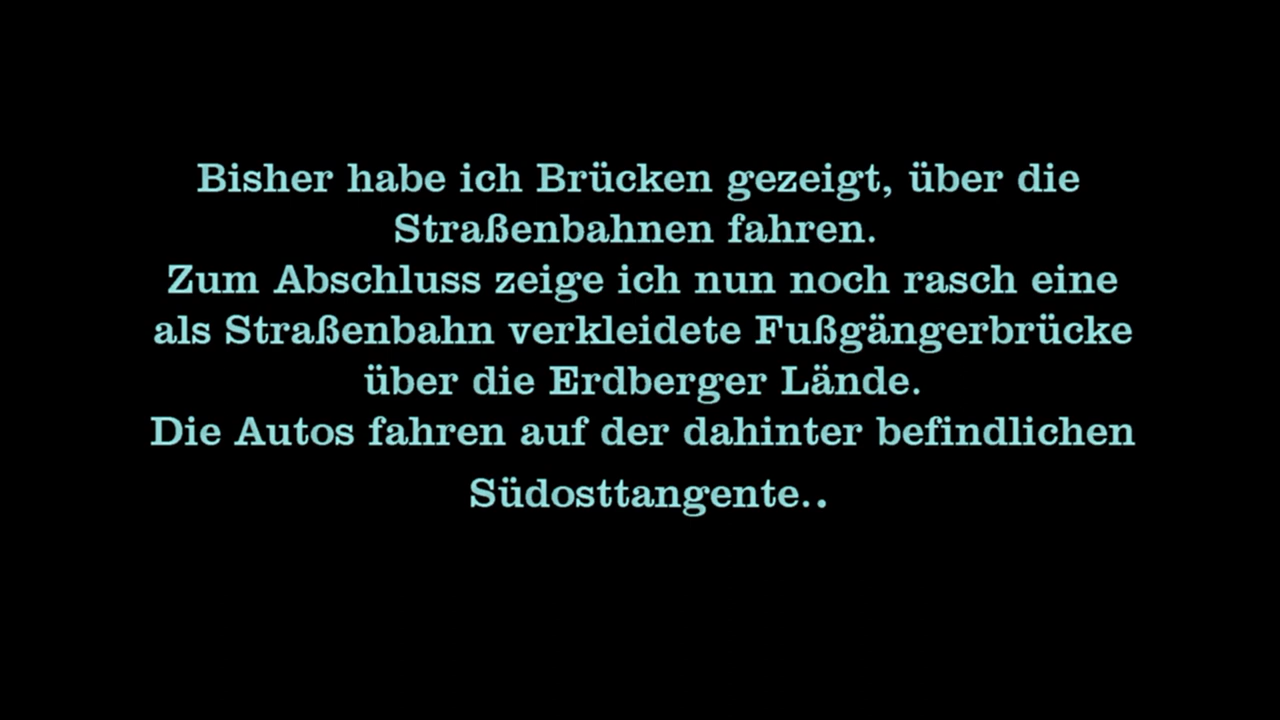 Bisher habe ich Brücken gezeigt, über die
Straßenbahnen fahren.
Zum Abschluss zeige ich nun noch rasch eine
als Straßenbahn verkleidete Fußgängerbrücke
über die Erdberger Lände.
Die Autos fahren auf der dahinter befindlichen
Südosttangente..